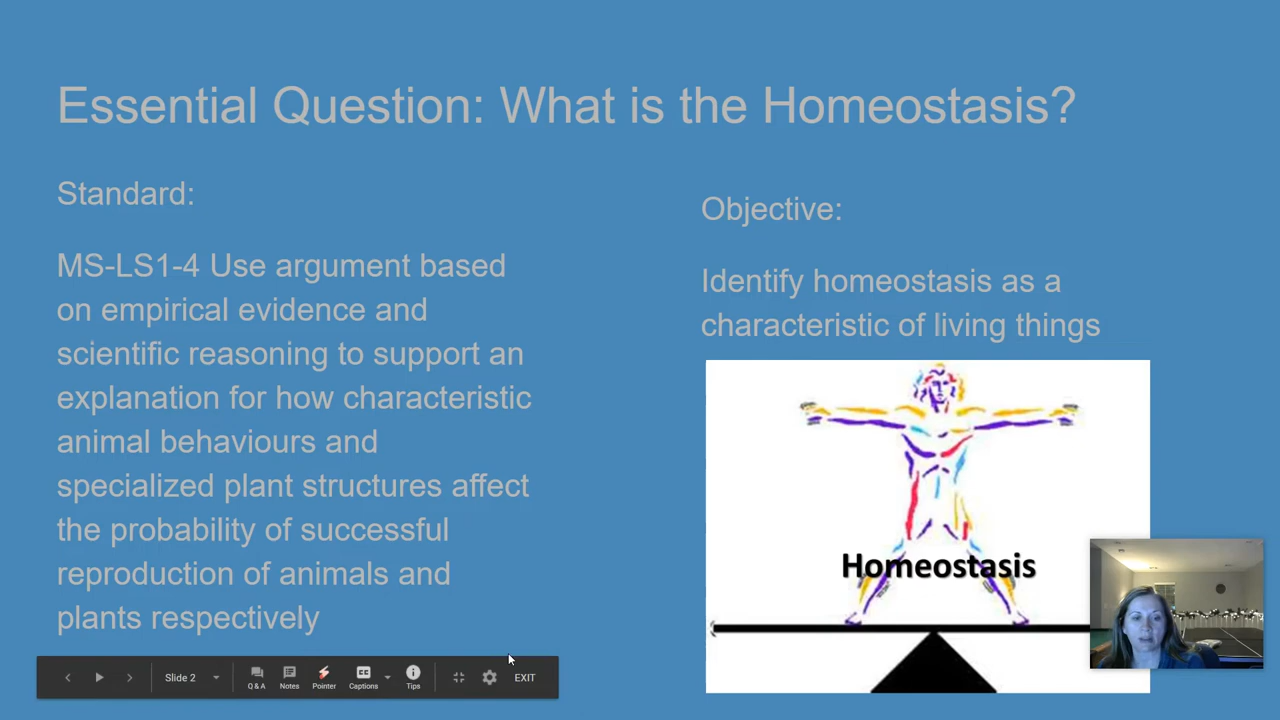 Essential Question: What is the Homeostasis?
Standard:
MS-LS1-4 Use argument based
on empirical evidence and
scientific reasoning to support an
explanation for how characteristic
animal behaviours and
specialized plant structures affect
the probability of successful
reproduction of animals and
plants respectively
Objective:
Identify homeostasis as a
characteristic of living things
Homeostasis
Slide 2
Q & A
Notes
Pointer
Captions
Tips
EXIT